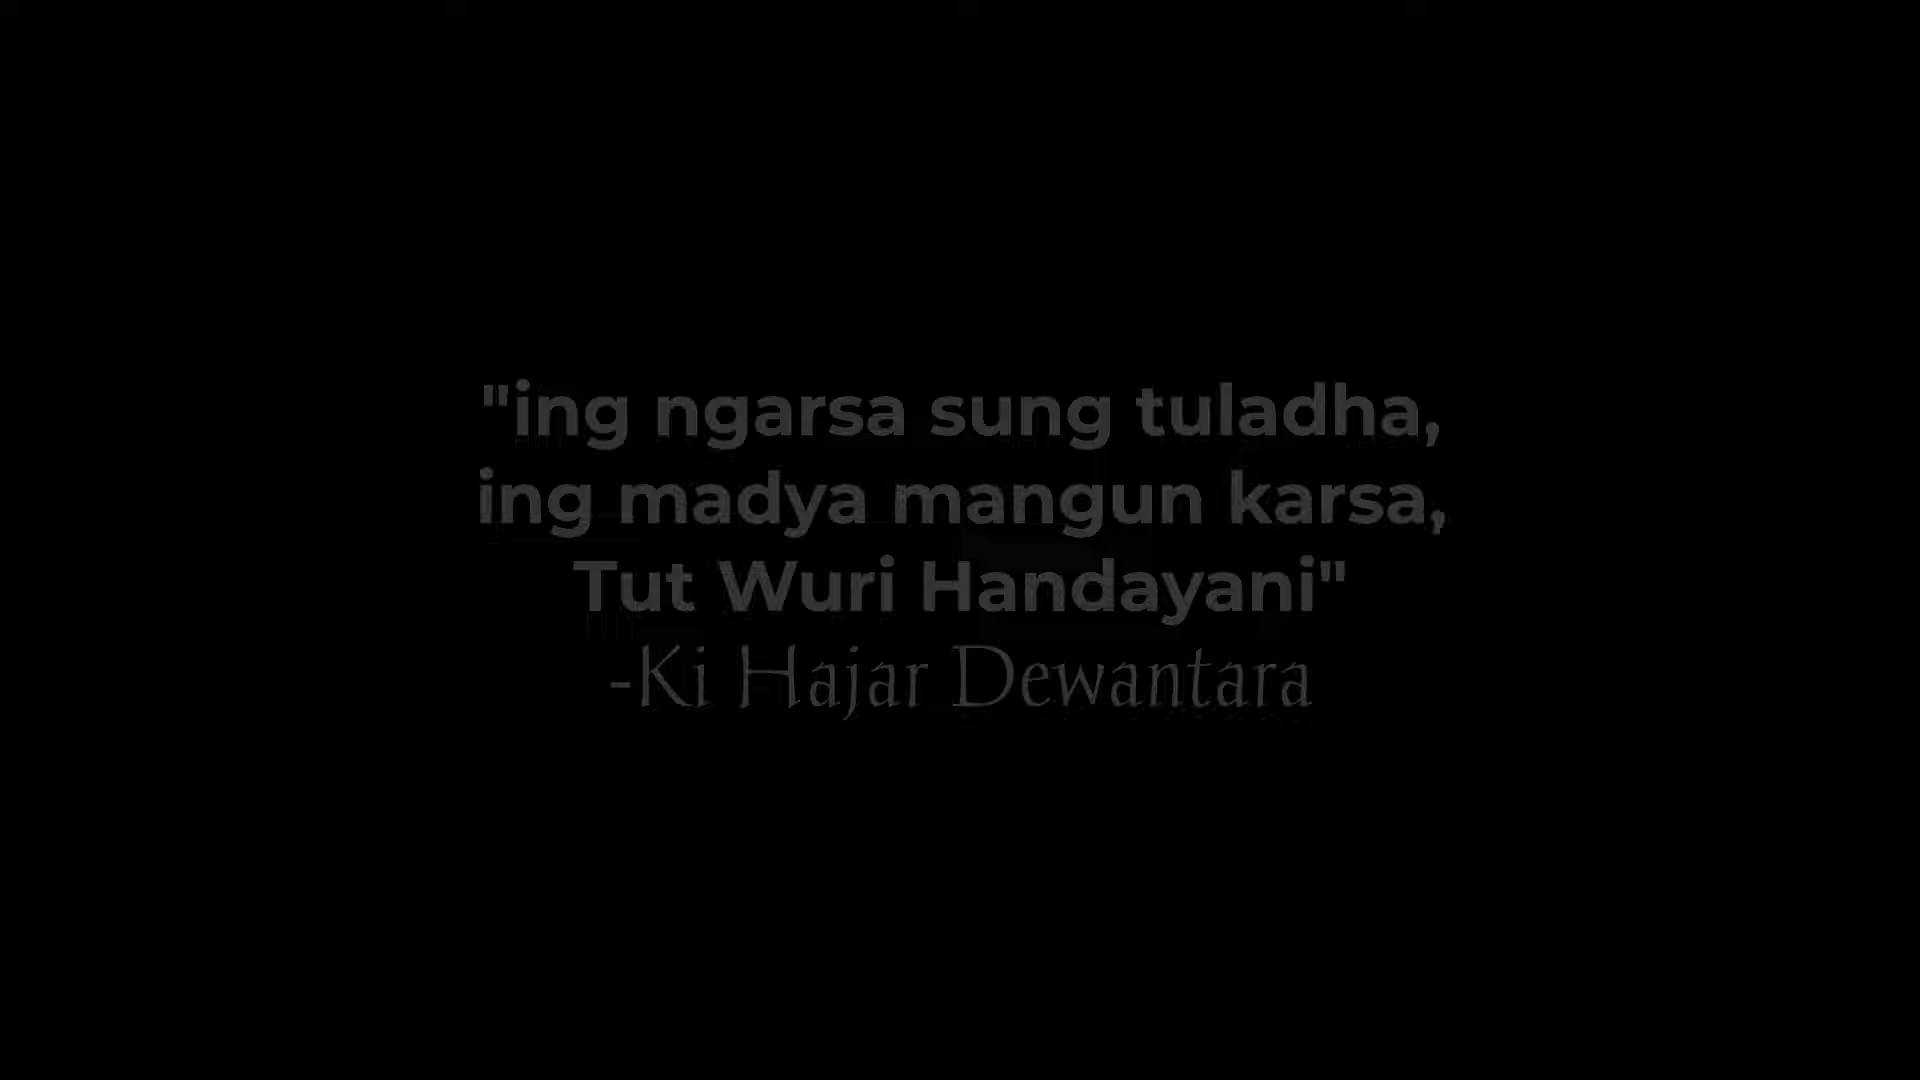 "ing ngarsa sung tuladha,
ing madya mangun karsa,
Tut Wuri Handayani"
-Ki Hajar Dewantara